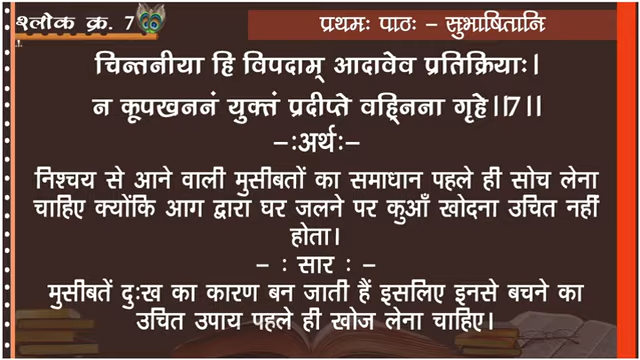 श्लोक क्र. 7
प्रथमः पाठः – सुभाषितानि
चिन्तनीया हि विपदाम् आदावेव प्रतिक्रियाः।
न कूपखननं युक्तं प्रदीप्ते वह्निना गृहे।।7।।
–:अर्थः–
निश्चय से आने वाली मुसीबतों का समाधान पहले ही सोच लेना
चाहिए क्योंकि आग द्वारा घर जलने पर कुआँ खोदना उचित नहीं
होता।
– : सार : –
मुसीबतें दुःख का कारण बन जाती हैं इसलिए इनसे बचने का
उचित उपाय पहले ही खोज लेना चाहिए।